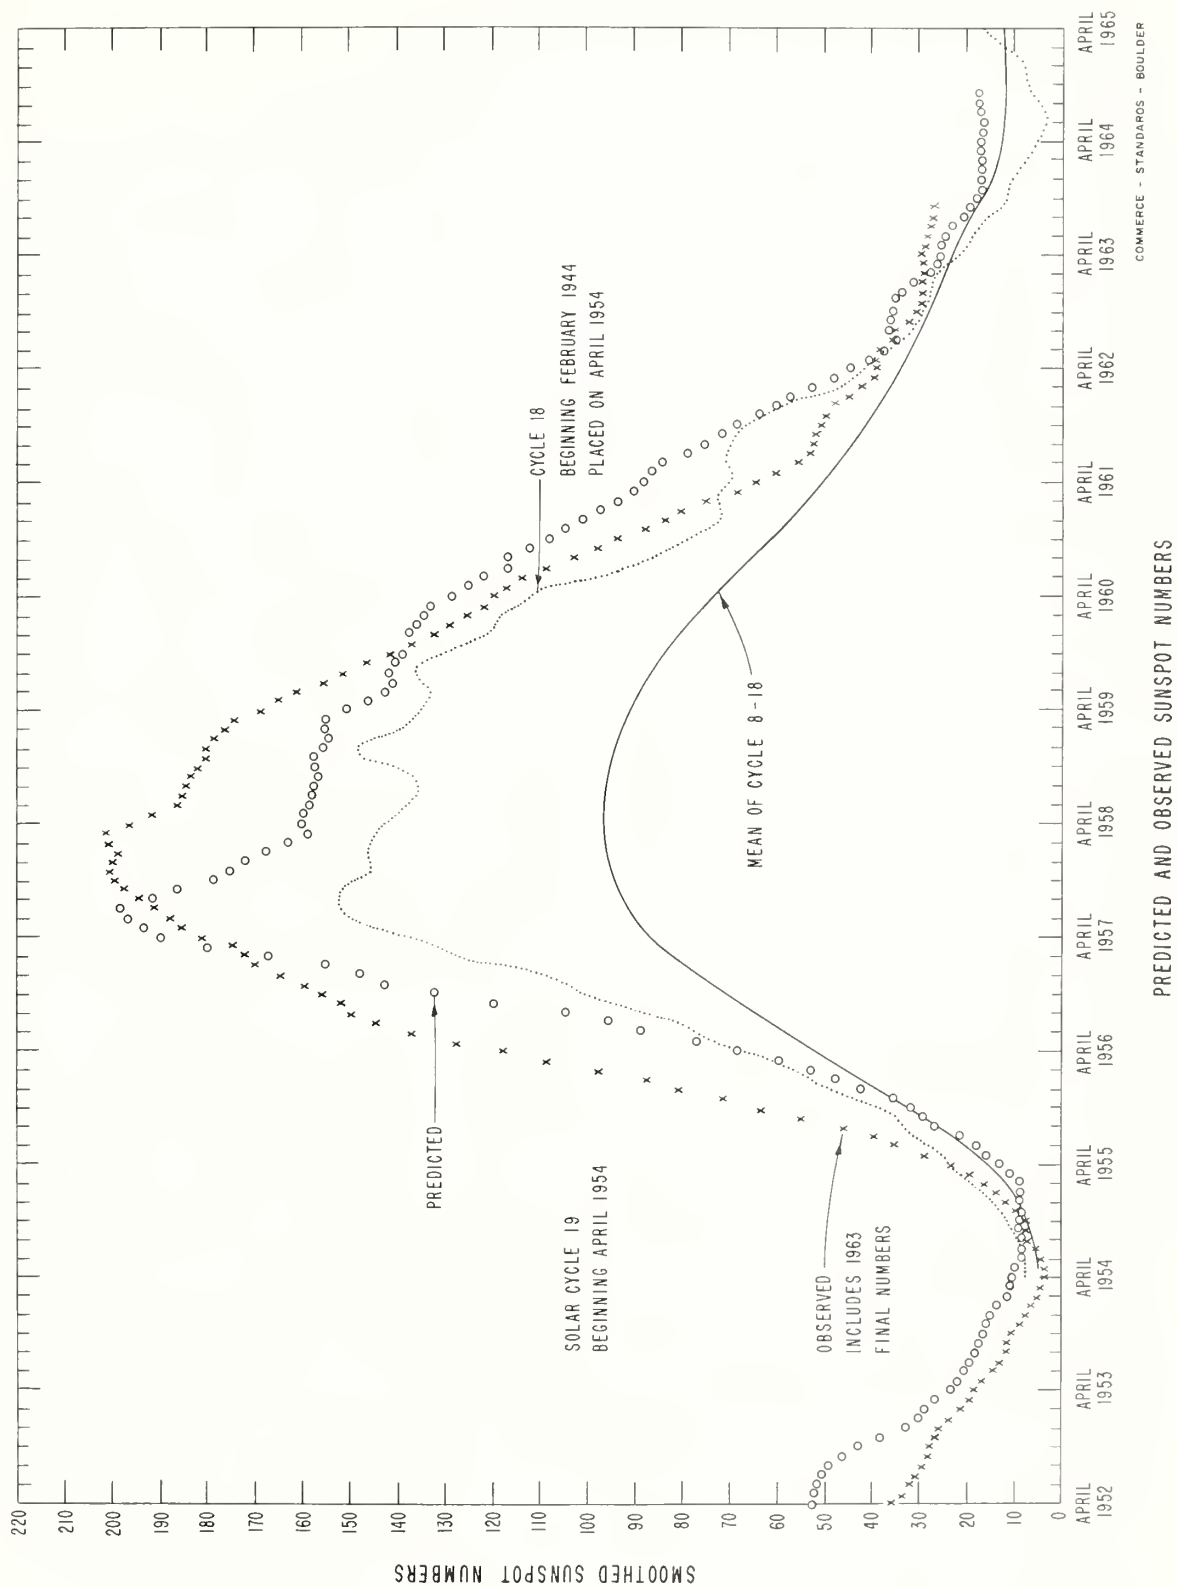 PREDICTED AND OBSERVED SUNSPOT NUMBERS
SMOOTHED SUNSPOT NUMBERS
220
210
200
190
180
170
160
150
140
130
120
110
100
90
80
70
60
50
40
30
20
10
0
APRIL
1952
APRIL
1953
APRIL
1954
APRIL
1955
APRIL
1956
APRIL
1957
APRIL
1958
APRIL
1959
APRIL
1960
APRIL
1961
APRIL
1962
APRIL
1963
APRIL
1964
APRIL
1965
PREDICTED
SOLAR CYCLE 19
BEGINNING APRIL 1954
OBSERVED
INCLUDES 1963
FINAL NUMBERS
MEAN OF CYCLE 8-18
CYCLE 18
BEGINNING FEBRUARY 1944
PLACED ON APRIL 1954
COMMERCE - STANDAROS - BOULDER